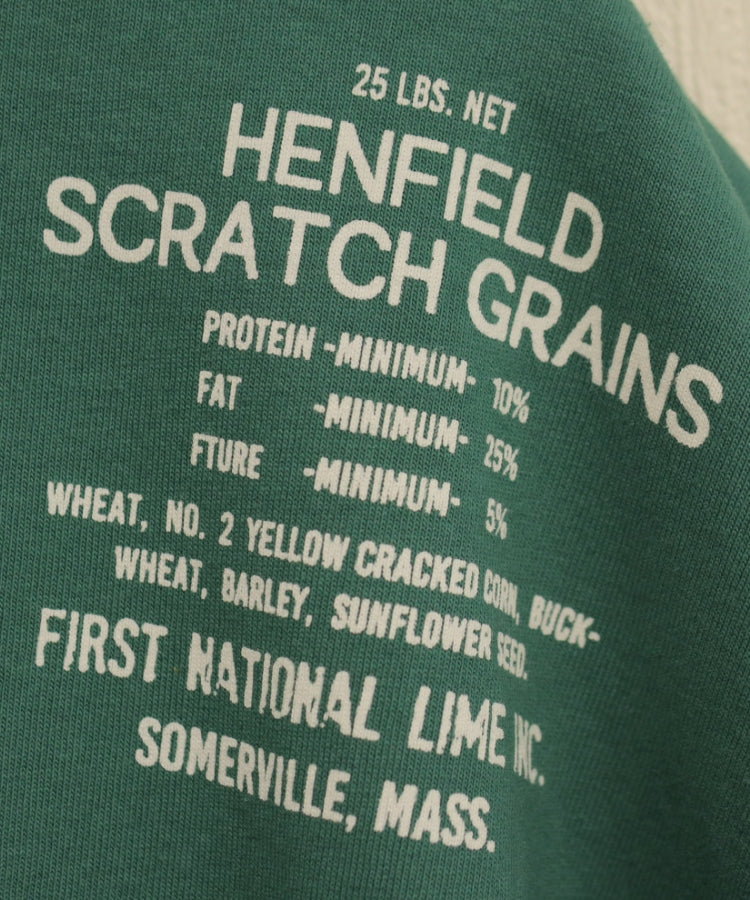 25 LBS. NET
HENFIELD
SCRATCH GRAINS
PROTEIN -MINIMUM- 10%
FAT -MINIMUM- 25%
FTURE -MINIMUM- 5%
WHEAT, NO. 2 YELLOW CRACKED CORN, BUCK-
WHEAT, BARLEY, SUNFLOWER SEED.
FIRST NATIONAL LIME INC.
SOMERVILLE, MASS.